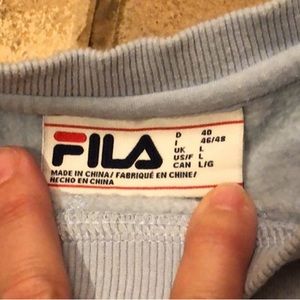 FILA
D 40
I 46/48
UK L
US/F L
CAN L/G
MADE IN CHINA/ FABRIQUÉ EN CHINE/
HECHO EN CHINA